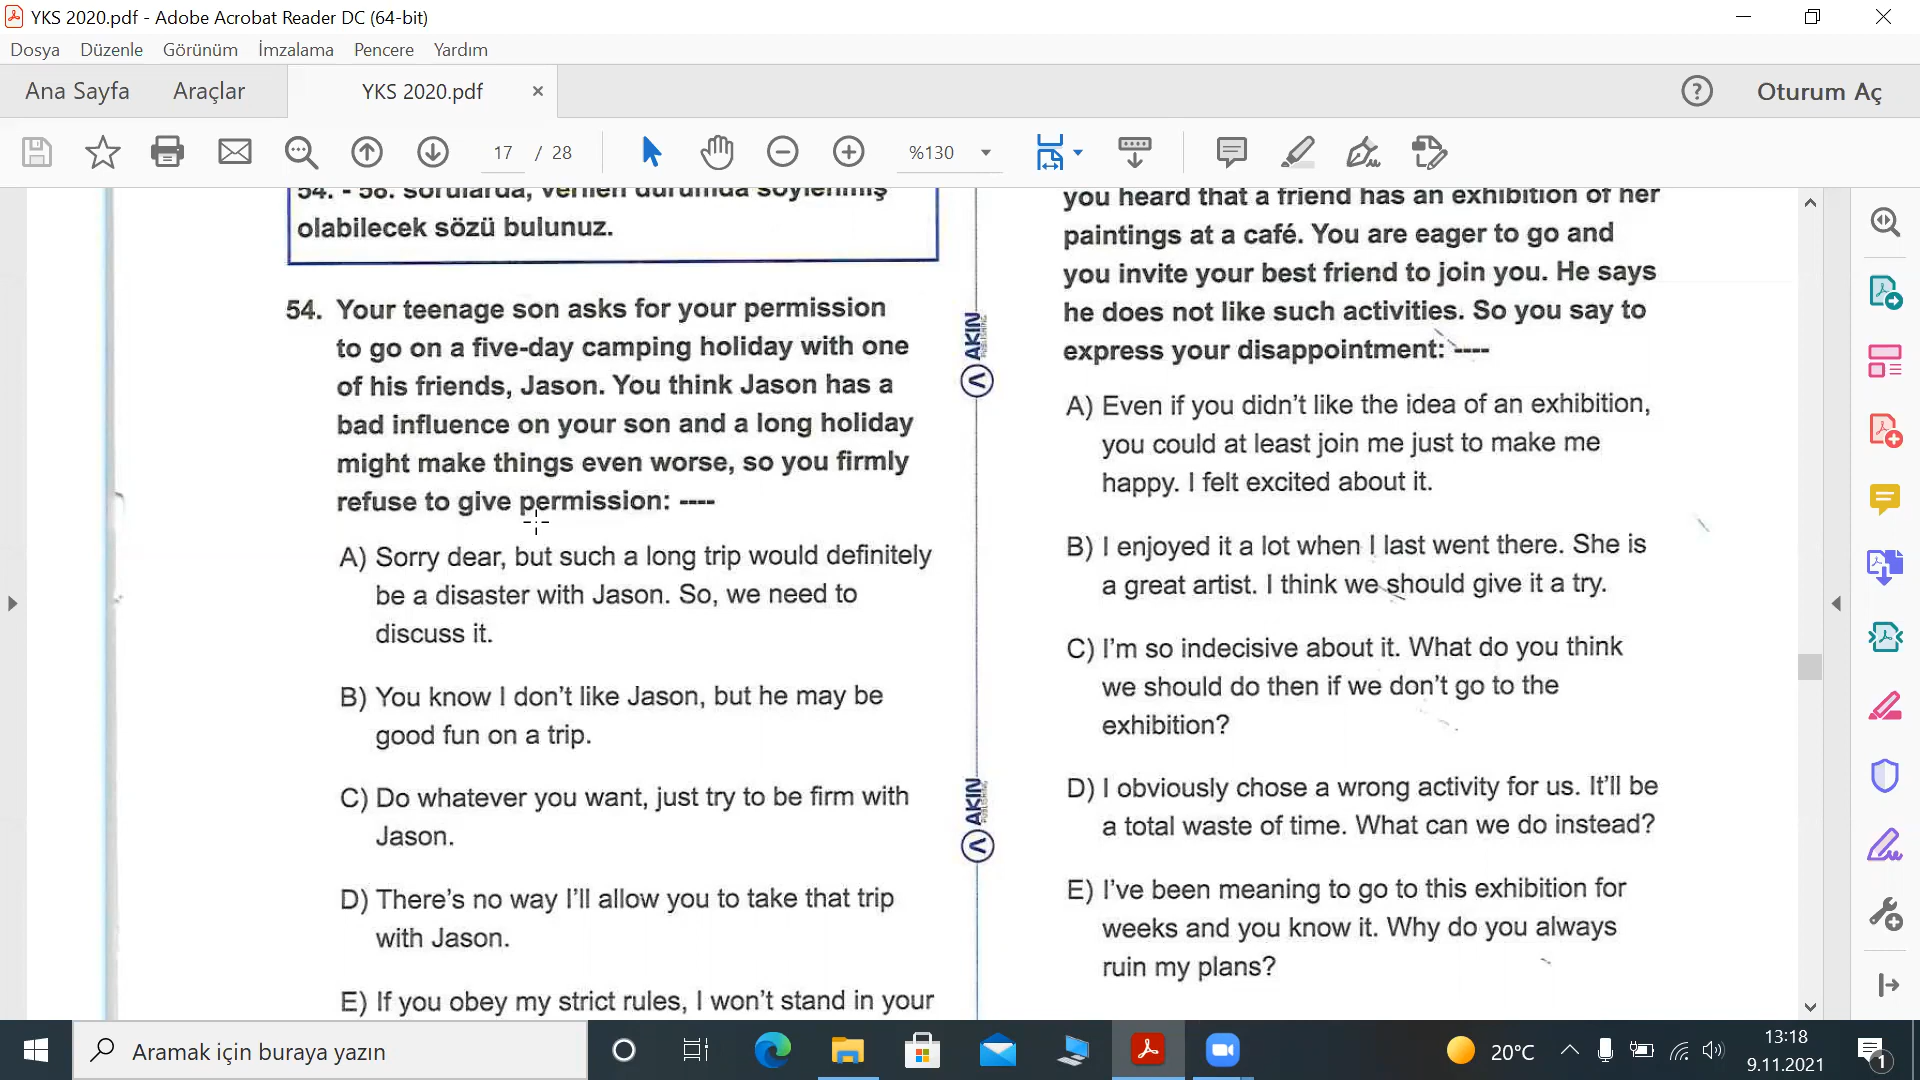 YKS 2020.pdf - Adobe Acrobat Reader DC (64-bit)
Dosya Düzenle Görünüm İmzalama Pencere Yardım
Ana Sayfa Araçlar YKS 2020.pdf × Oturum Aç
17 / 28 %130
54. - 58. sorularda, verilen durumda söylenmiş
olabilecek sözü bulunuz.
54. Your teenage son asks for your permission
to go on a five-day camping holiday with one
of his friends, Jason. You think Jason has a
bad influence on your son and a long holiday
might make things even worse, so you firmly
refuse to give permission: ----
A) Sorry dear, but such a long trip would definitely
be a disaster with Jason. So, we need to
discuss it.
B) You know I don't like Jason, but he may be
good fun on a trip.
C) Do whatever you want, just try to be firm with
Jason.
D) There's no way I'll allow you to take that trip
with Jason.
E) If you obey my strict rules, I won't stand in your
AKIN
PUBLISHING
AKIN
PUBLISHING
you heard that a friend has an exhibition of her
paintings at a café. You are eager to go and
you invite your best friend to join you. He says
he does not like such activities. So you say to
express your disappointment: ----
A) Even if you didn't like the idea of an exhibition,
you could at least join me just to make me
happy. I felt excited about it.
B) I enjoyed it a lot when I last went there. She is
a great artist. I think we should give it a try.
C) I'm so indecisive about it. What do you think
we should do then if we don't go to the
exhibition?
D) I obviously chose a wrong activity for us. It'll be
a total waste of time. What can we do instead?
E) I've been meaning to go to this exhibition for
weeks and you know it. Why do you always
ruin my plans?
Aramak için buraya yazın
20°C
13:18
9.11.2021
1